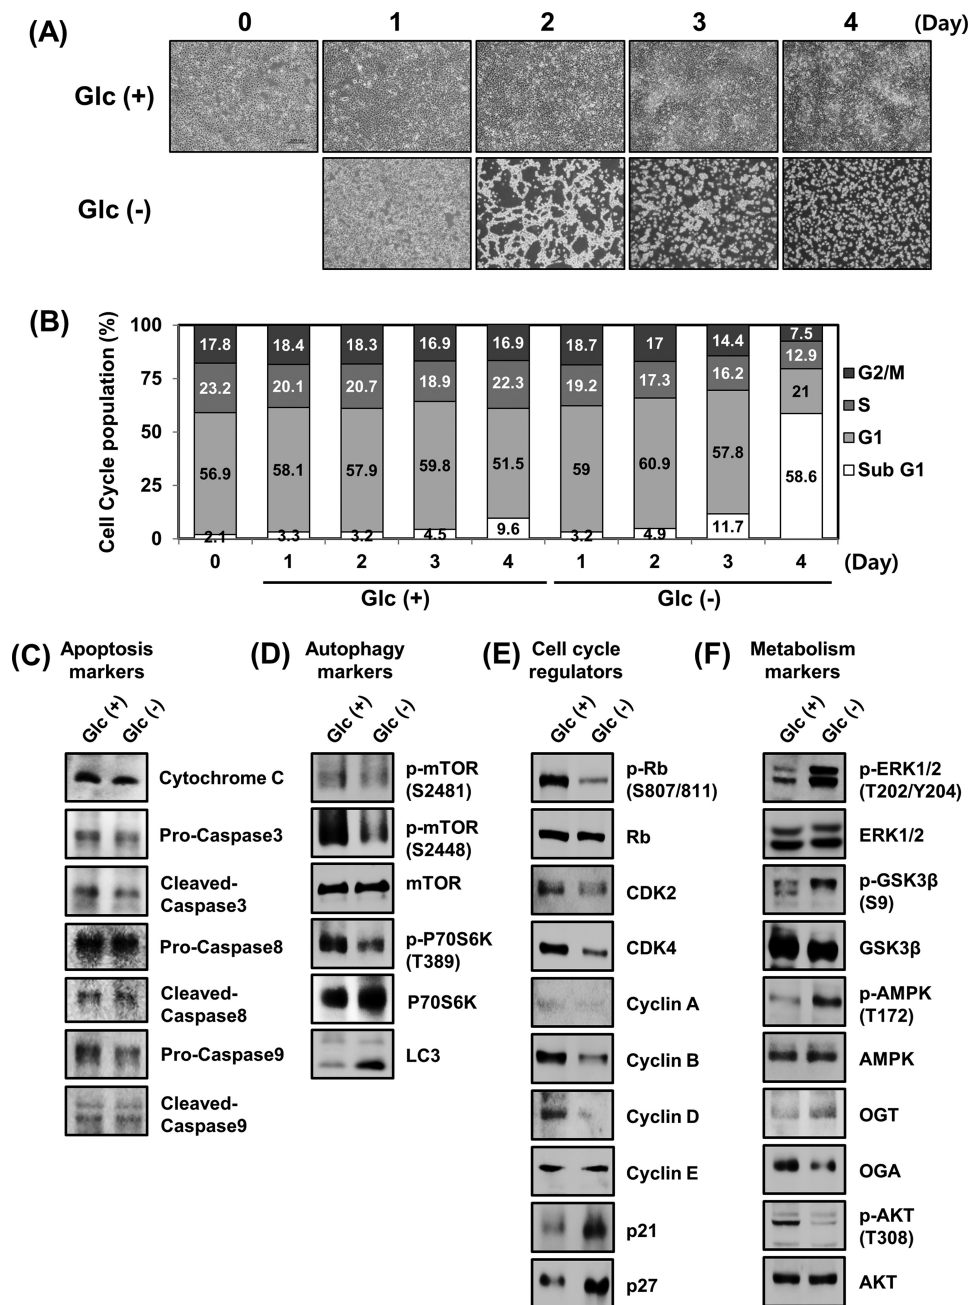 (A)
0 1 2 3 4 (Day)
Glc (+)
Glc (-)
(B)
Cell Cycle population (%)
100
75
50
25
0
17.8 18.4 18.3 16.9 16.9 18.7 17 14.4 7.5
23.2 20.1 20.7 18.9 22.3 19.2 17.3 16.2 12.9
56.9 58.1 57.9 59.8 51.5 59 60.9 57.8 21
2.1 3.3 3.2 4.5 9.6 3.2 4.9 11.7 58.6
G2/M
S
G1
Sub G1
0 1 2 3 4 1 2 3 4 (Day)
Glc (+) Glc (-)
(C) Apoptosis
markers
Glc (+) Glc (-)
Cytochrome C
Pro-Caspase3
Cleaved-
Caspase3
Pro-Caspase8
Cleaved-
Caspase8
Pro-Caspase9
Cleaved-
Caspase9
(D) Autophagy
markers
Glc (+) Glc (-)
p-mTOR
(S2481)
p-mTOR
(S2448)
mTOR
p-P70S6K
(T389)
P70S6K
LC3
(E) Cell cycle
regulators
Glc (+) Glc (-)
p-Rb
(S807/811)
Rb
CDK2
CDK4
Cyclin A
Cyclin B
Cyclin D
Cyclin E
p21
p27
(F) Metabolism
markers
Glc (+) Glc (-)
p-ERK1/2
(T202/Y204)
ERK1/2
p-GSK3β
(S9)
GSK3β
p-AMPK
(T172)
AMPK
OGT
OGA
p-AKT
(T308)
AKT